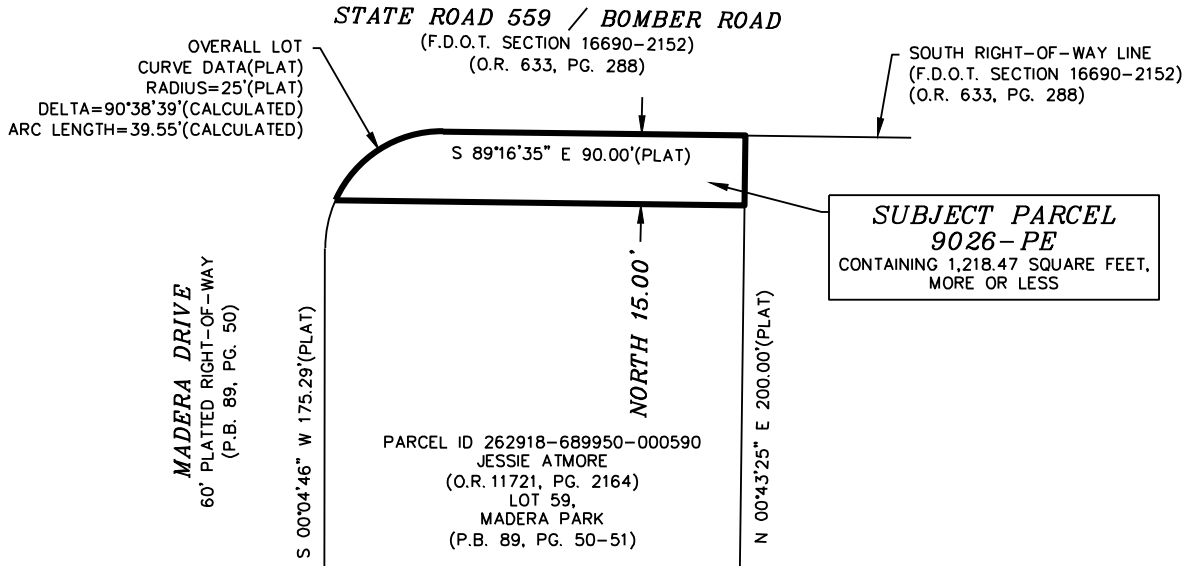 STATE ROAD 559 / BOMBER ROAD
(F.D.O.T. SECTION 16690-2152)
(O.R. 633, PG. 288)
OVERALL LOT
CURVE DATA(PLAT)
RADIUS=25'(PLAT)
DELTA=90°38'39'(CALCULATED)
ARC LENGTH=39.55'(CALCULATED)
SOUTH RIGHT-OF-WAY LINE
(F.D.O.T. SECTION 16690-2152)
(O.R. 633, PG. 288)
S 89°16'35" E 90.00'(PLAT)
SUBJECT PARCEL
9026-PE
CONTAINING 1,218.47 SQUARE FEET,
MORE OR LESS
MADERA DRIVE
60' PLATTED RIGHT-OF-WAY
(P.B. 89, PG. 50)
S 00°04'46" W 175.29'(PLAT)
NORTH 15.00'
N 00°43'25" E 200.00'(PLAT)
PARCEL ID 262918-689950-000590
JESSIE ATMORE
(O.R. 11721, PG. 2164)
LOT 59,
MADERA PARK
(P.B. 89, PG. 50-51)